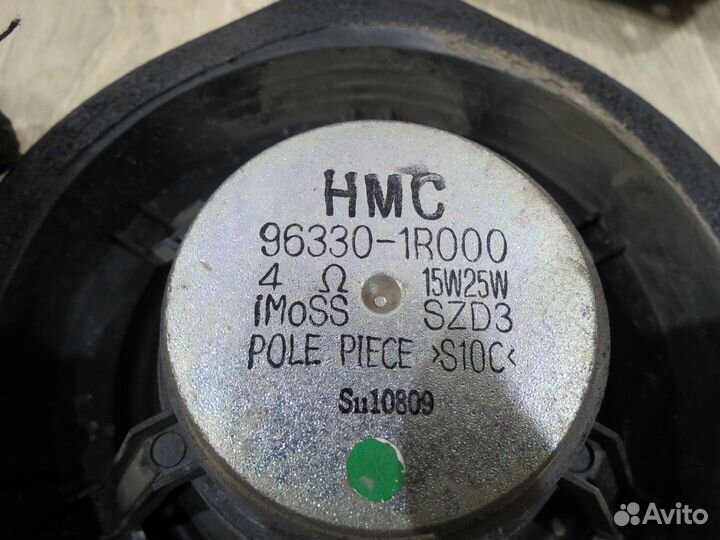 HMC
96330-1R000
4 Ω 15W25W
iMoSS SZD3
POLE PIECE >S10C<
Su10809
Avito